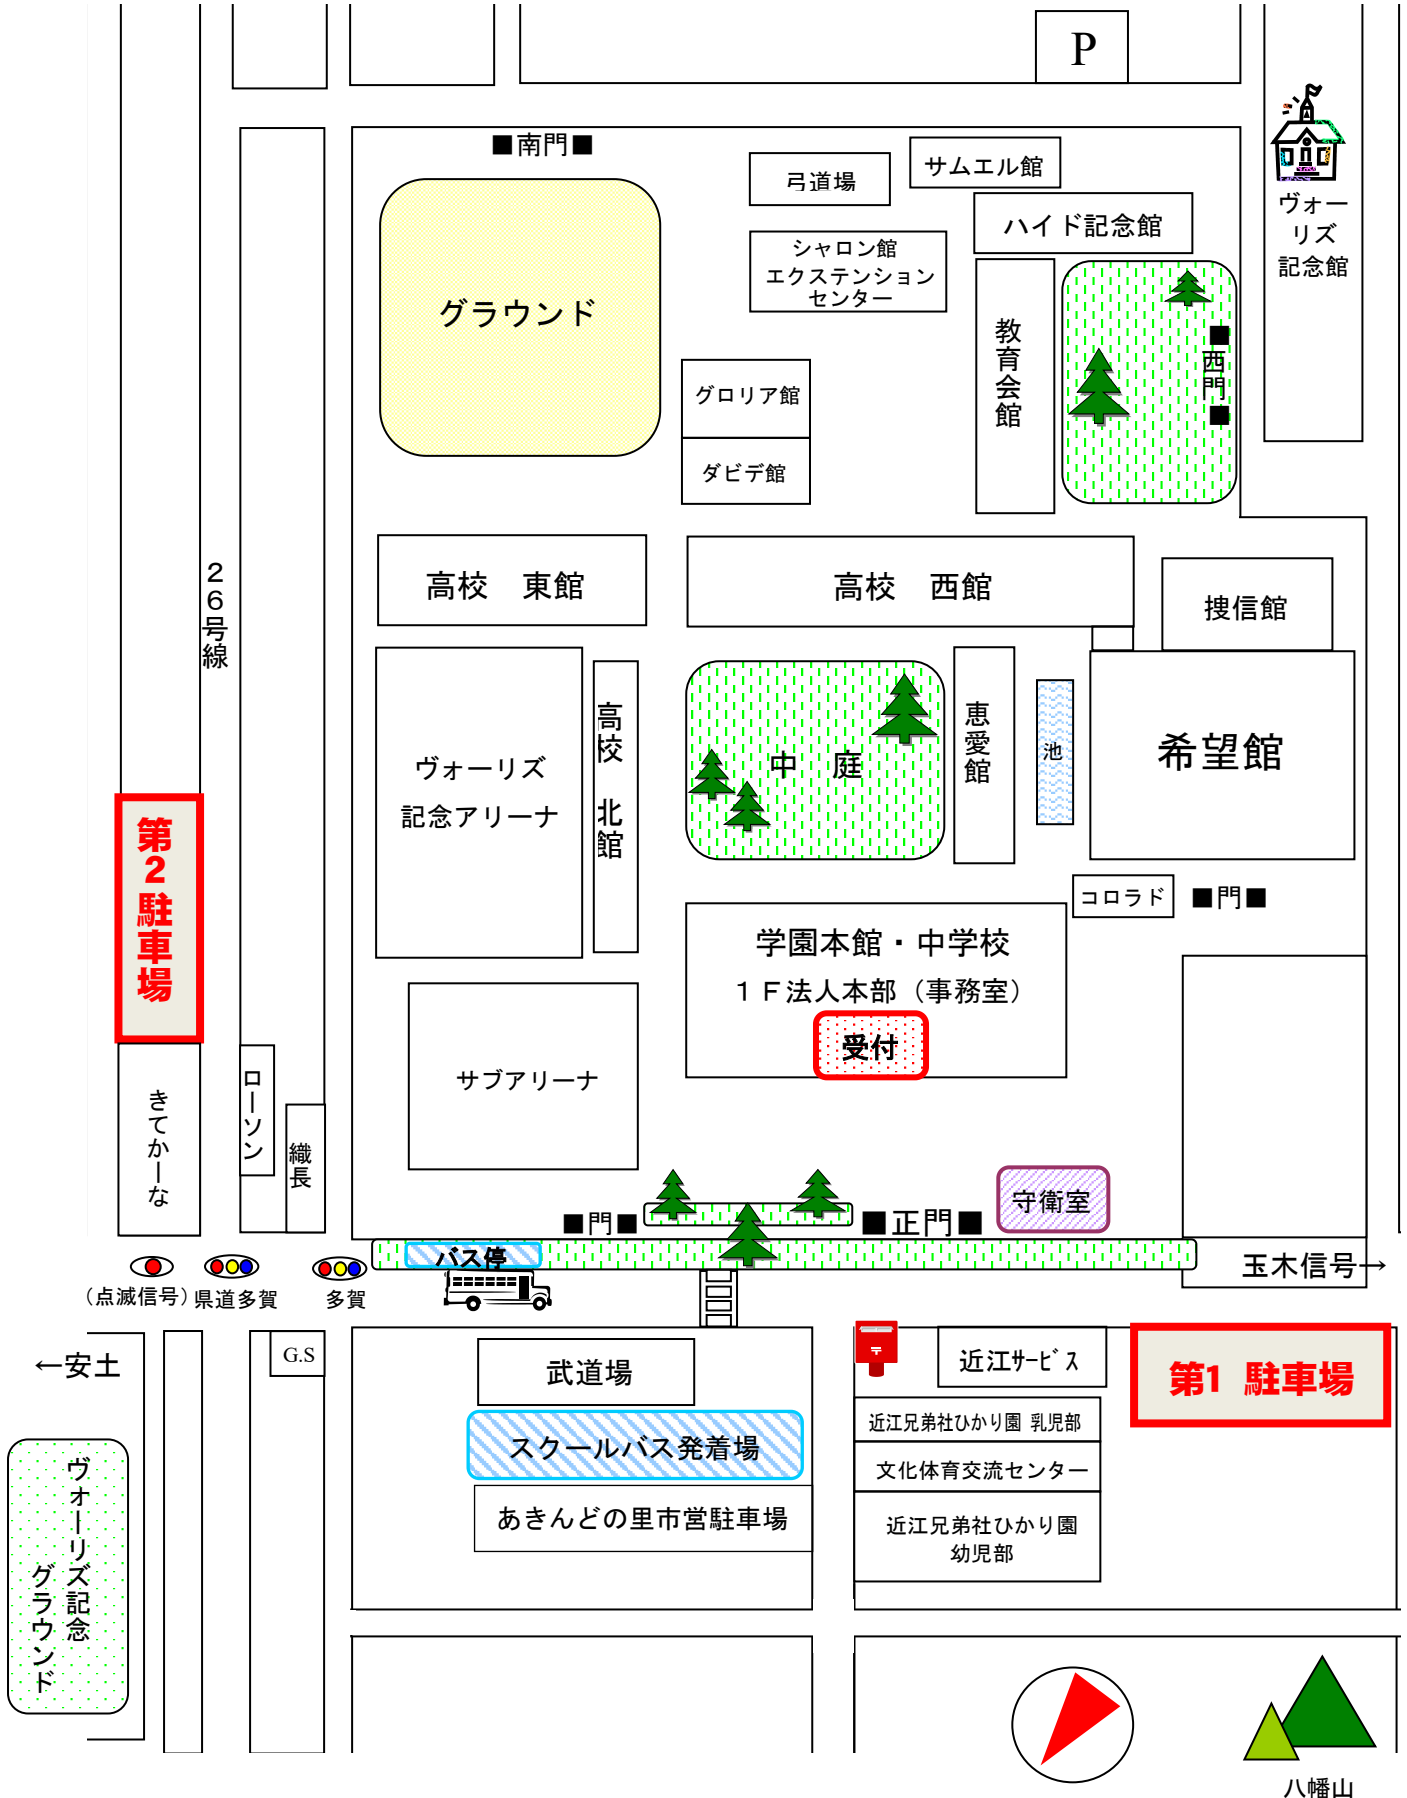 P
■南門■
サムエル館
弓道場
ハイド記念館
ヴォー
リズ
記念館
シャロン館
エクステンション
センター
グラウンド
教育会館
■西門■
グロリア館
ダビデ館
26号線
高校 東館
高校 西館
捜信館
ヴォーリズ
記念アリーナ
高校 北館
中 庭
恵愛館
池
希望館
第2駐車場
コロラド
■門■
学園本館・中学校
1F法人本部（事務室）
受付
サブアリーナ
きてかーな
ローソン
織長
守衛室
■門■
■正門■
バス停
玉木信号→
(点滅信号)
県道多賀
多賀
←安土
G.S
武道場
近江サービス
第1 駐車場
スクールバス発着場
近江兄弟社ひかり園 乳児部
文化体育交流センター
あきんどの里市営駐車場
近江兄弟社ひかり園
幼児部
ヴォーリズ記念
グラウンド
八幡山